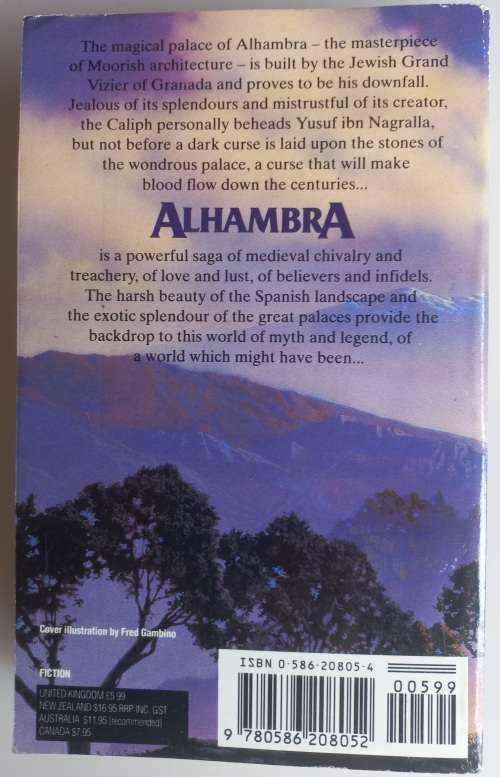 The magical palace of Alhambra – the masterpiece
of Moorish architecture – is built by the Jewish Grand
Vizier of Granada and proves to be his downfall.
Jealous of its splendours and mistrustful of its creator,
the Caliph personally beheads Yusuf ibn Nagralla,
but not before a dark curse is laid upon the stones of
the wondrous palace, a curse that will make
blood flow down the centuries...
ALHAMBRA
is a powerful saga of medieval chivalry and
treachery, of love and lust, of believers and infidels.
The harsh beauty of the Spanish landscape and
the exotic splendour of the great palaces provide the
backdrop to this world of myth and legend, of
a world which might have been...
Cover illustration by Fred Gambino
FICTION
UNITED KINGDOM £5.99
NEW ZEALAND $16.95 RRP INC. GST
AUSTRALIA $11.95 (recommended)
CANADA $7.95
ISBN 0-586-20805-4
00599
9 780586 208052